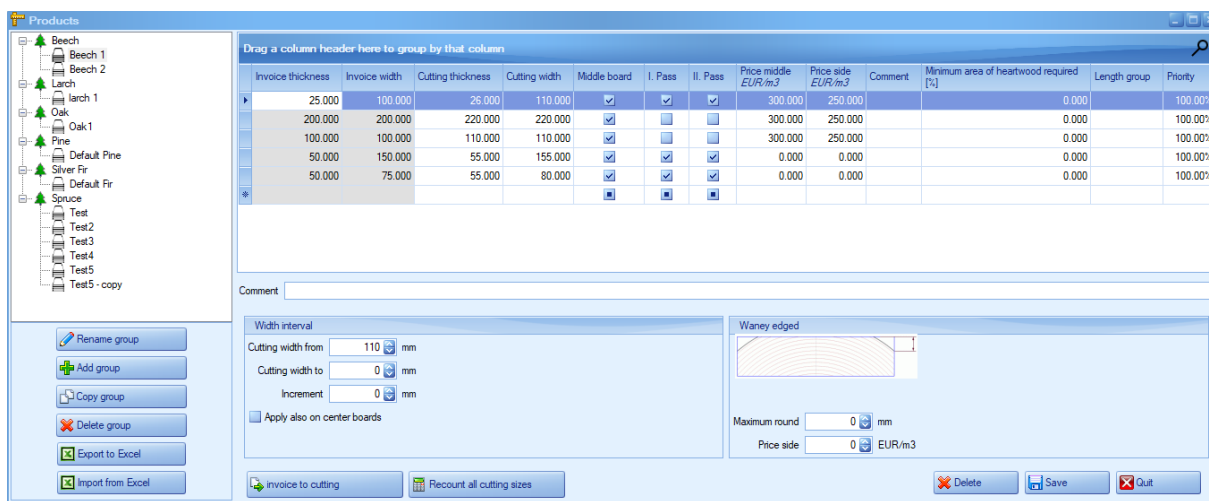 Products
Beech
Beech 1
Beech 2
Larch
larch 1
Oak
Oak1
Pine
Default Pine
Silver Fir
Default Fir
Spruce
Test
Test2
Test3
Test4
Test5
Test5 - copy
Rename group
Add group
Copy group
Delete group
Export to Excel
Import from Excel
Drag a column header here to group by that column
Invoice thickness Invoice width Cutting thickness Cutting width Middle board I. Pass II. Pass Price middle EUR/m3 Price side EUR/m3 Comment Minimum area of heartwood required [%] Length group Priority
25.000 100.000 26.000 110.000 300.000 250.000 0.000 100.00%
200.000 200.000 220.000 220.000 300.000 250.000 0.000 100.00%
100.000 100.000 110.000 110.000 300.000 250.000 0.000 100.00%
50.000 150.000 55.000 155.000 0.000 0.000 0.000 100.00%
50.000 75.000 55.000 80.000 0.000 0.000 0.000 100.00%
Comment
Width interval
Cutting width from 110 mm
Cutting width to 0 mm
Increment 0 mm
Apply also on center boards
Waney edged
Maximum round 0 mm
Price side 0 EUR/m3
invoice to cutting
Recount all cutting sizes
Delete
Save
Quit